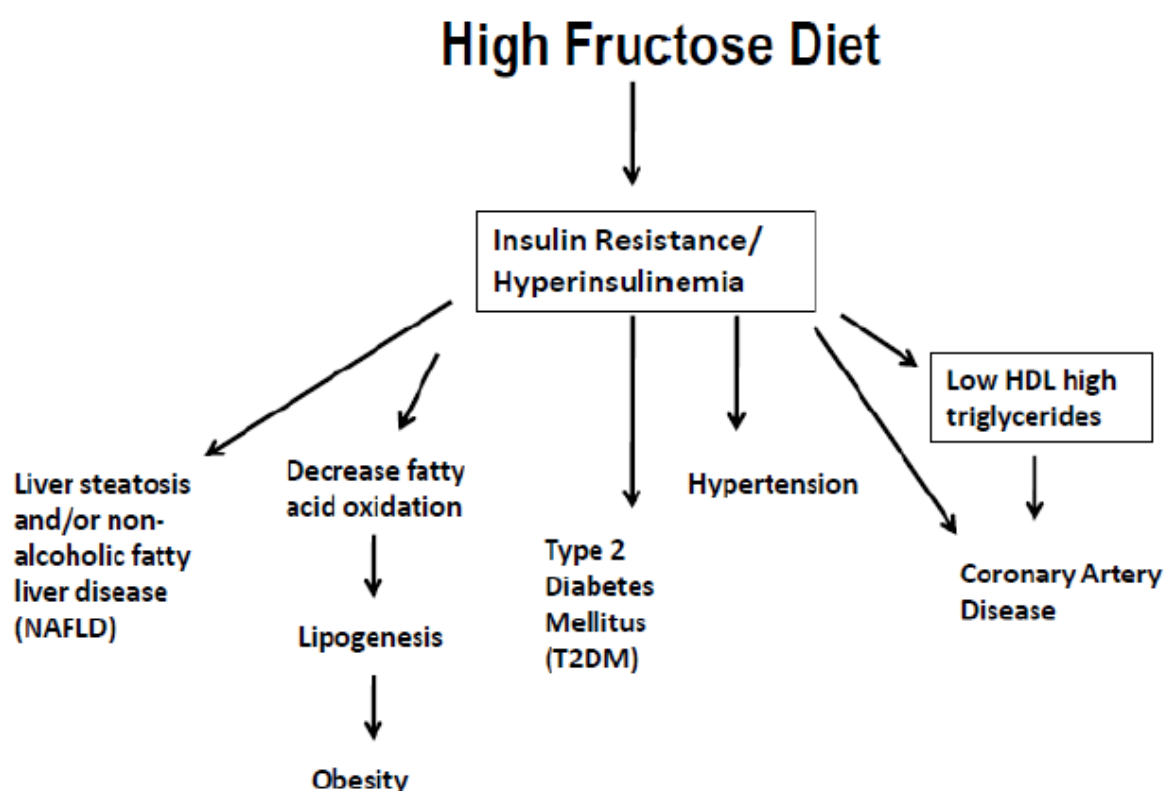 High Fructose Diet
Insulin Resistance/
Hyperinsulinemia
Low HDL high
triglycerides
Liver steatosis
and/or non-
alcoholic fatty
liver disease
(NAFLD)
Decrease fatty
acid oxidation
Lipogenesis
Obesity
Type 2
Diabetes
Mellitus
(T2DM)
Hypertension
Coronary Artery
Disease